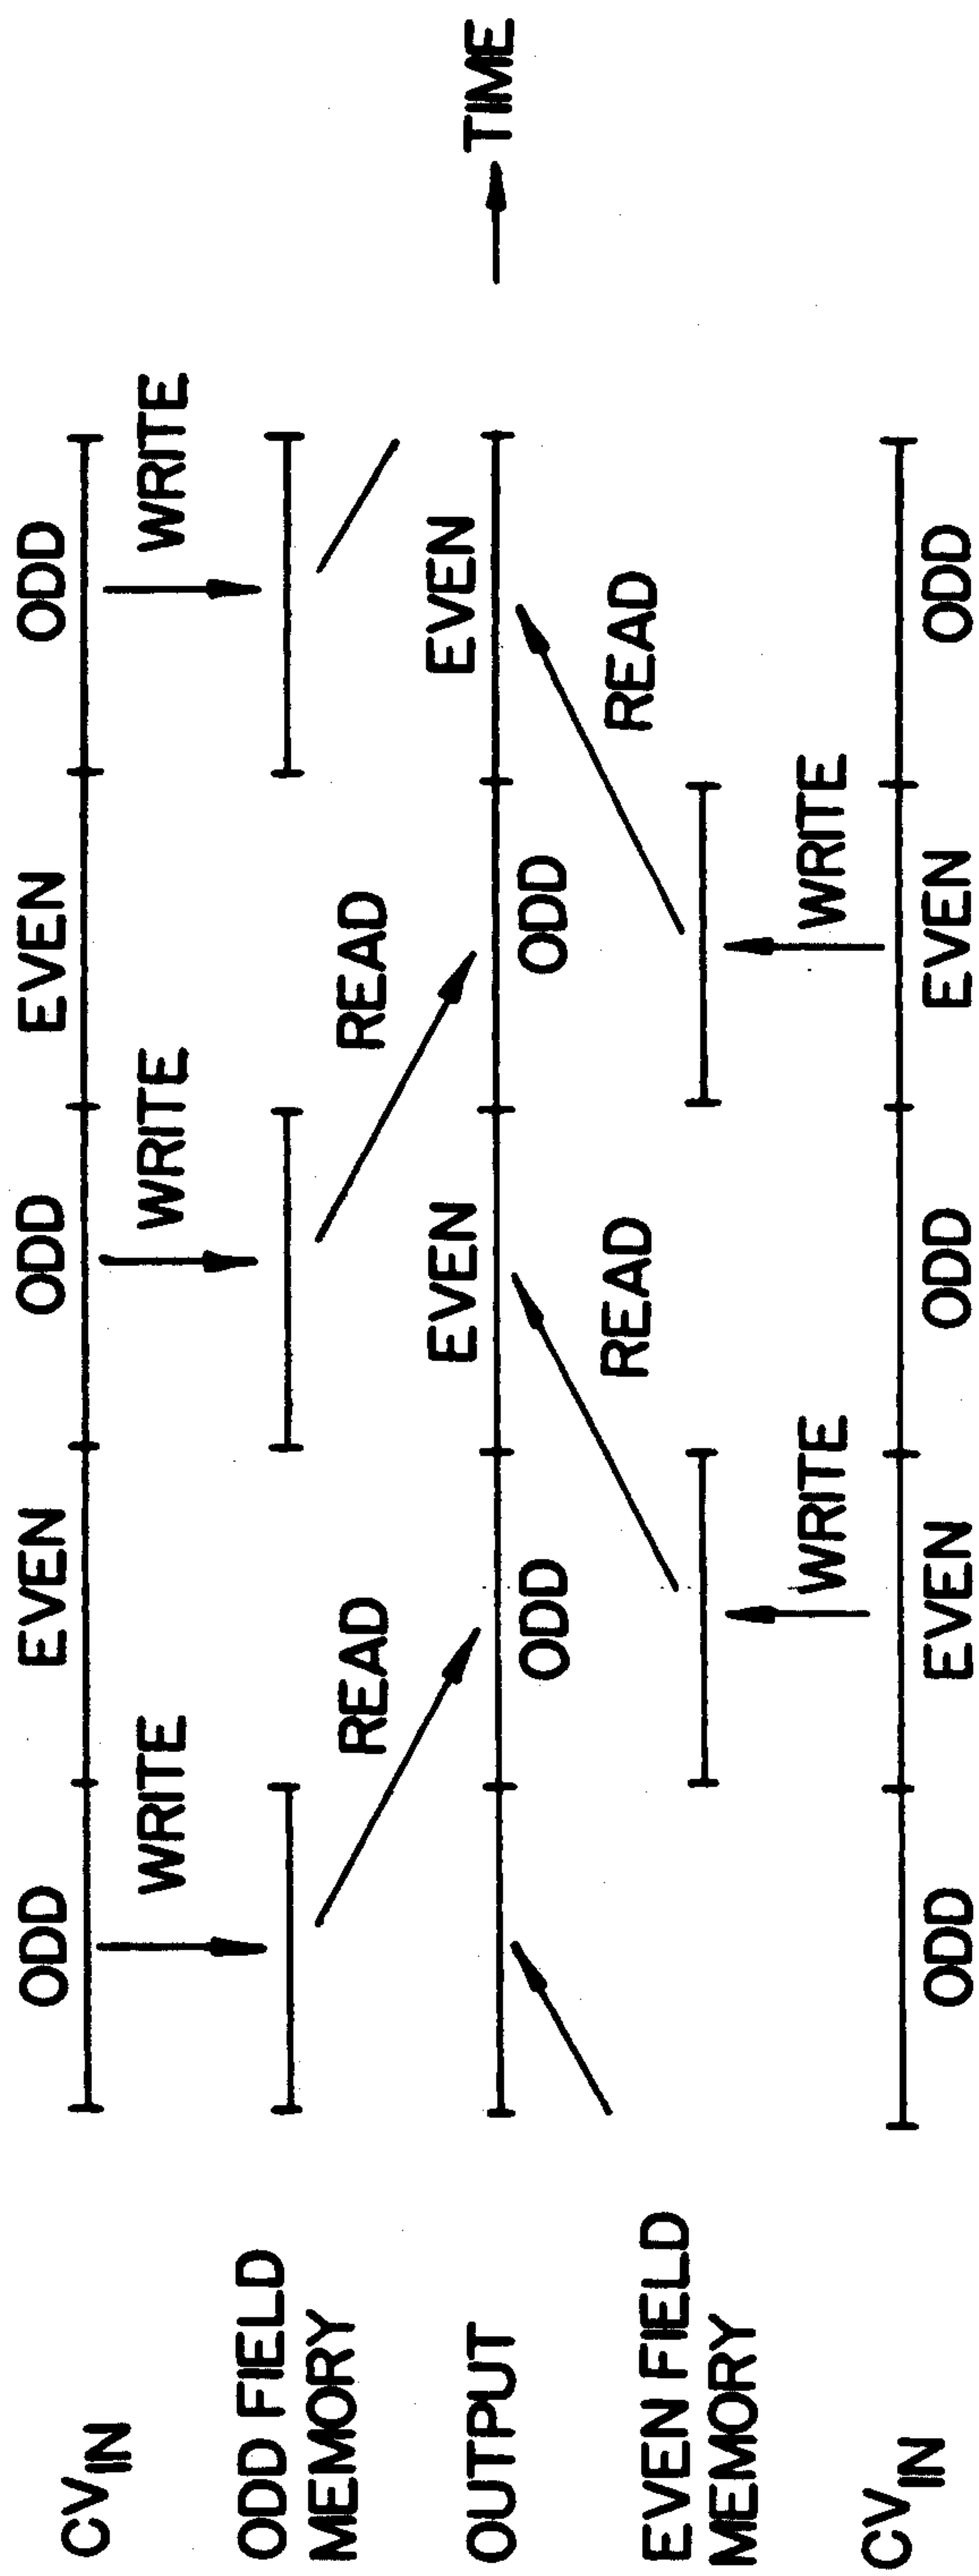 CV_IN ODD EVEN ODD EVEN ODD
WRITE WRITE WRITE
ODD FIELD
MEMORY
READ READ
EVEN EVEN
OUTPUT → TIME
ODD ODD
READ READ
EVEN FIELD
MEMORY
WRITE WRITE
CV_IN ODD EVEN ODD EVEN ODD